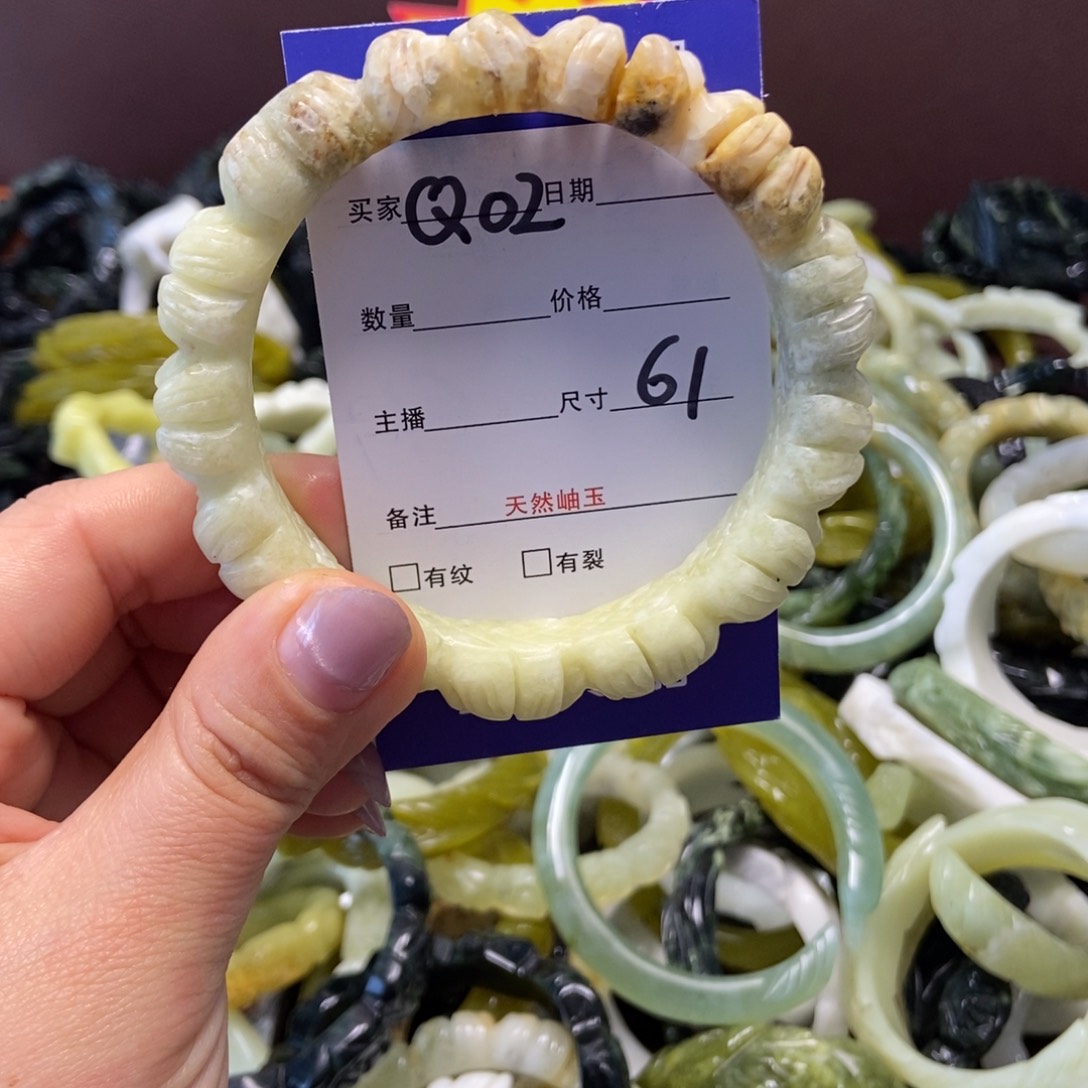 买家 Q02 日期
数量 价格
主播 尺寸 61
备注 天然岫玉
□有纹 □有裂